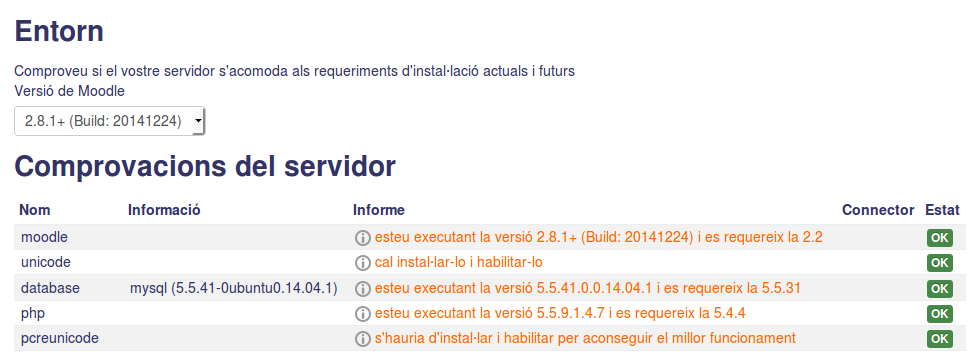 Entorn
Comproveu si el vostre servidor s'acomoda als requeriments d'instal·lació actuals i futurs
Versió de Moodle
2.8.1+ (Build: 20141224)
Comprovacions del servidor
Nom Informació Informe Connector Estat
moodle esteu executant la versió 2.8.1+ (Build: 20141224) i es requereix la 2.2 OK
unicode cal instal·lar-lo i habilitar-lo OK
database mysql (5.5.41-0ubuntu0.14.04.1) esteu executant la versió 5.5.41.0.0.14.04.1 i es requereix la 5.5.31 OK
php esteu executant la versió 5.5.9.1.4.7 i es requereix la 5.4.4 OK
pcreunicode s'hauria d'instal·lar i habilitar per aconseguir el millor funcionament OK